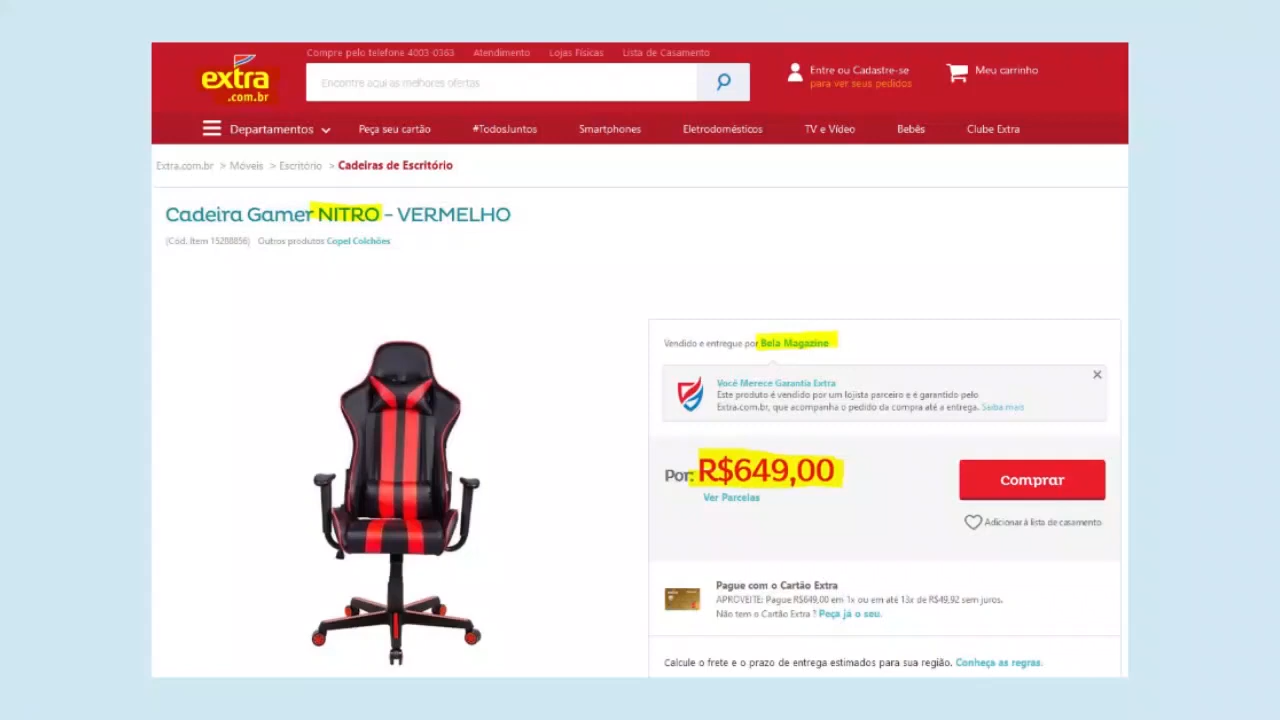 Compre pelo telefone 4003-0363 Atendimento Lojas Físicas Lista de Casamento
extra
.com.br
Encontre aqui as melhores ofertas
Entre ou Cadastre-se
para ver seus pedidos
Meu carrinho
Departamentos Peça seu cartão #TodosJuntos Smartphones Eletrodomésticos TV e Vídeo Bebês Clube Extra
Extra.com.br > Móveis > Escritório > Cadeiras de Escritório
Cadeira Gamer NITRO - VERMELHO
(Cód. Item 15288856) Outros produtos Copel Colchões
Vendido e entregue por Bela Magazine
Você Merece Garantia Extra
Este produto é vendido por um lojista parceiro e é garantido pelo
Extra.com.br, que acompanha o pedido da compra até a entrega. Saiba mais
Por: R$649,00
Ver Parcelas
Comprar
Adicionar à lista de casamento
Pague com o Cartão Extra
APROVEITE: Pague R$649,00 em 1x ou em até 13x de R$49,92 sem juros.
Não tem o Cartão Extra ? Peça já o seu.
Calcule o frete e o prazo de entrega estimados para sua região. Conheça as regras.